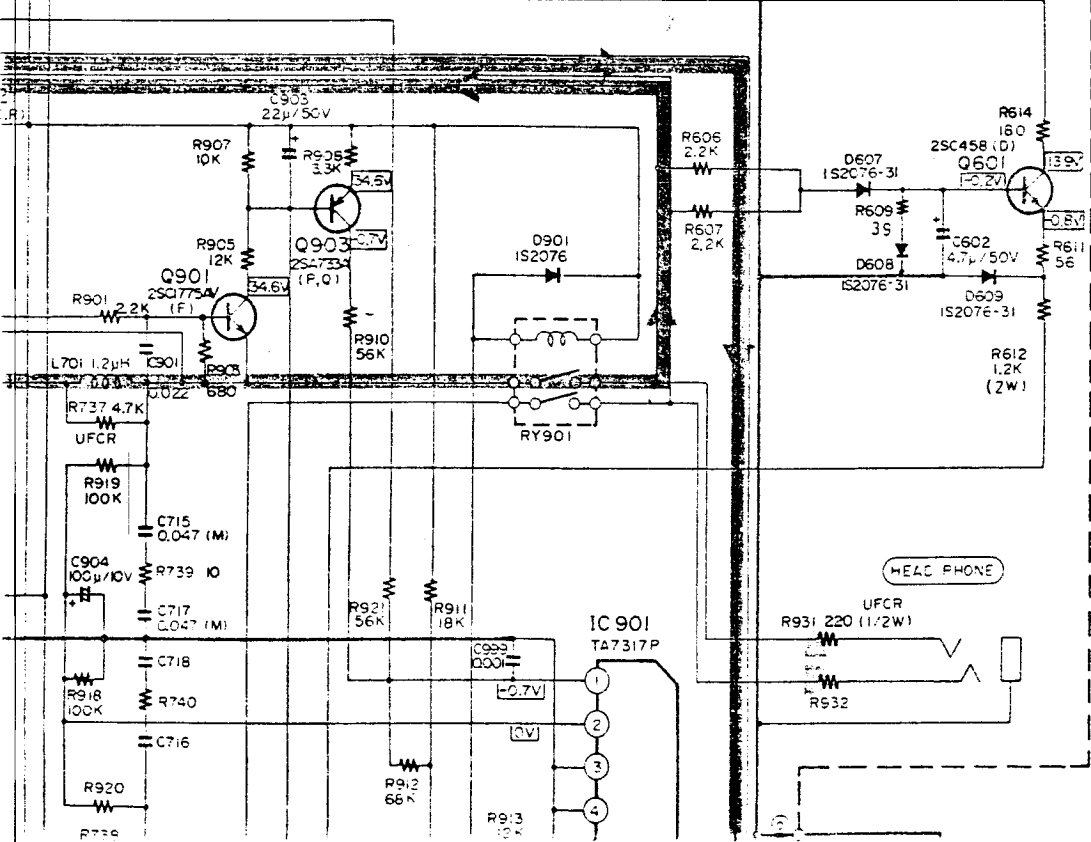 C903
22µ/50V
R907
10K
R908
3.3K
34.6V
Q903
2SA733A
(P,Q)
-0.7V
R905
12K
Q901
2SC1775AV
(F)
34.6V
R901
2.2K
L701 1.2µH
C901
0.022
R903
680
R910
56K
D901
1S2076
RY901
R606
2.2K
R607
2.2K
D607
1S2076-31
R609
39
D608
1S2076-31
C602
4.7µ/50V
D609
1S2076-31
R614
180
2SC458 (D)
Q601
-0.2V
13.9V
-0.8V
R611
56
R612
1.2K
(2W)
R737 4.7K
UFCR
R919
100K
C715
0.047 (M)
R739 10
C904
100µ/10V
C717
0.047 (M)
C718
R918
100K
R740
C716
R920
R921
56K
R911
18K
R912
68K
R913
C999
0.001
-0.7V
0V
IC901
TA7317P
1
2
3
4
HEAD PHONE
UFCR
R931 220 (1/2W)
R932